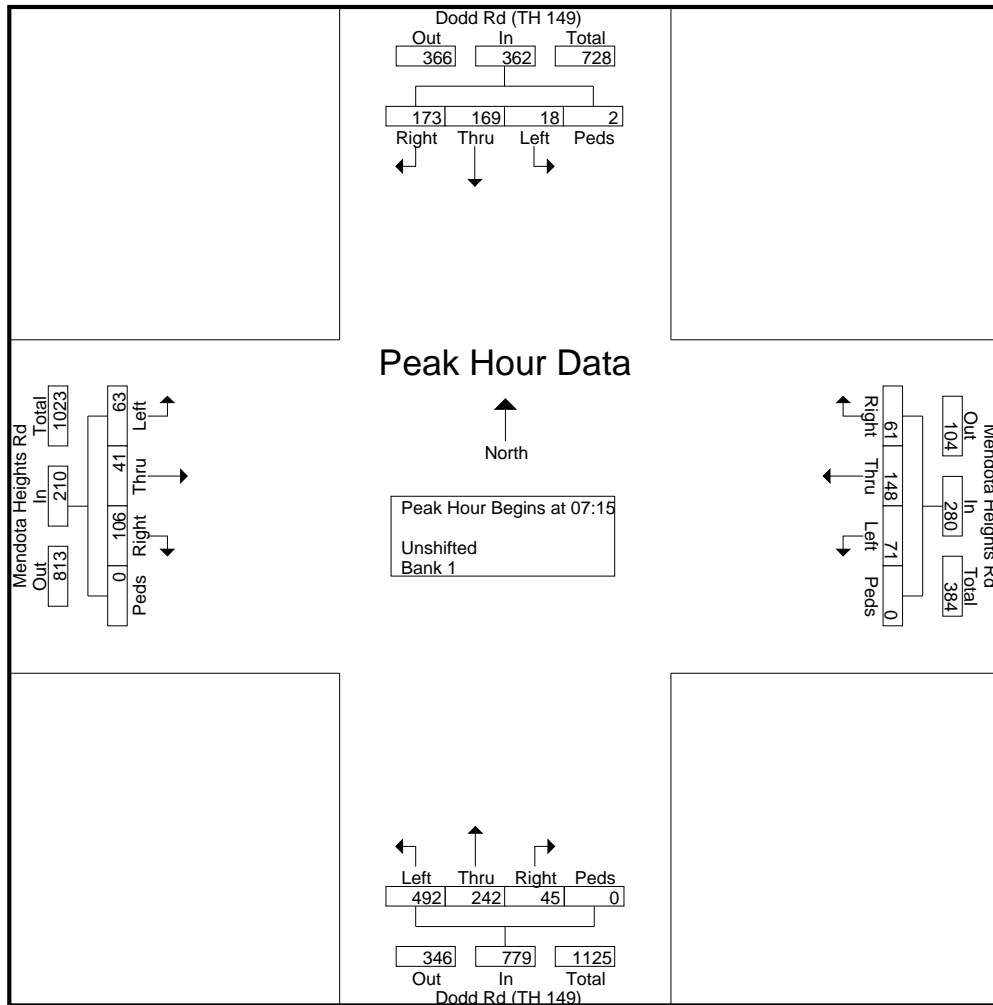 Dodd Rd (TH 149)
Out In Total
366 362 728
173 169 18 2
Right Thru Left Peds
Peak Hour Data
North
Peak Hour Begins at 07:15
Unshifted
Bank 1
Mendota Heights Rd
Out In Total
813 210 1023
Peds Right Thru Left
0 106 41 63
Mendota Heights Rd
Out In Total
104 280 384
Right Thru Left Peds
61 148 71 0
Left Thru Right Peds
492 242 45 0
346 779 1125
Out In Total
Dodd Rd (TH 149)